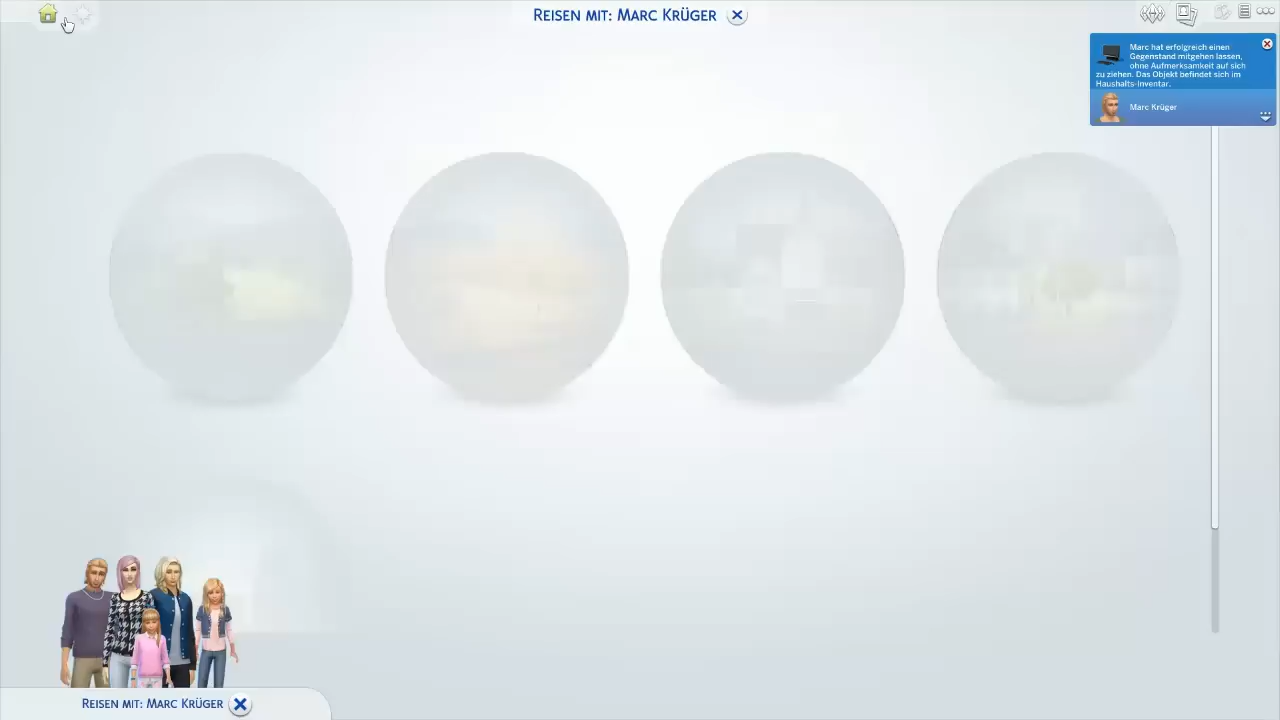 Reisen mit: Marc Krüger
Marc hat erfolgreich einen
Gegenstand mitgehen lassen,
ohne Aufmerksamkeit auf sich
zu ziehen. Das Objekt befindet sich im
Haushalts-Inventar.
Marc Krüger
Reisen mit: Marc Krüger